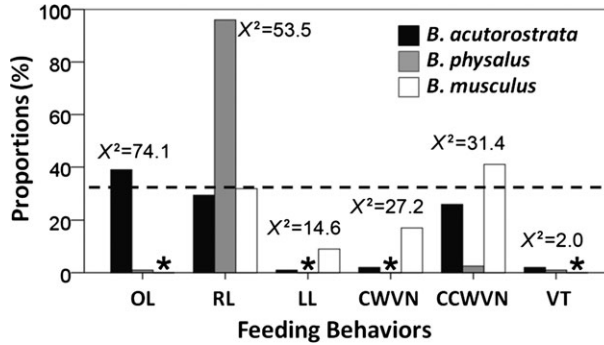 100
80
60
40
20
0
Proportions (%)
X²=53.5
B. acutorostrata
B. physalus
B. musculus
X²=74.1
X²=14.6
X²=27.2
X²=31.4
X²=2.0
* * * *
OL RL LL CWVN CCWVN VT
Feeding Behaviors